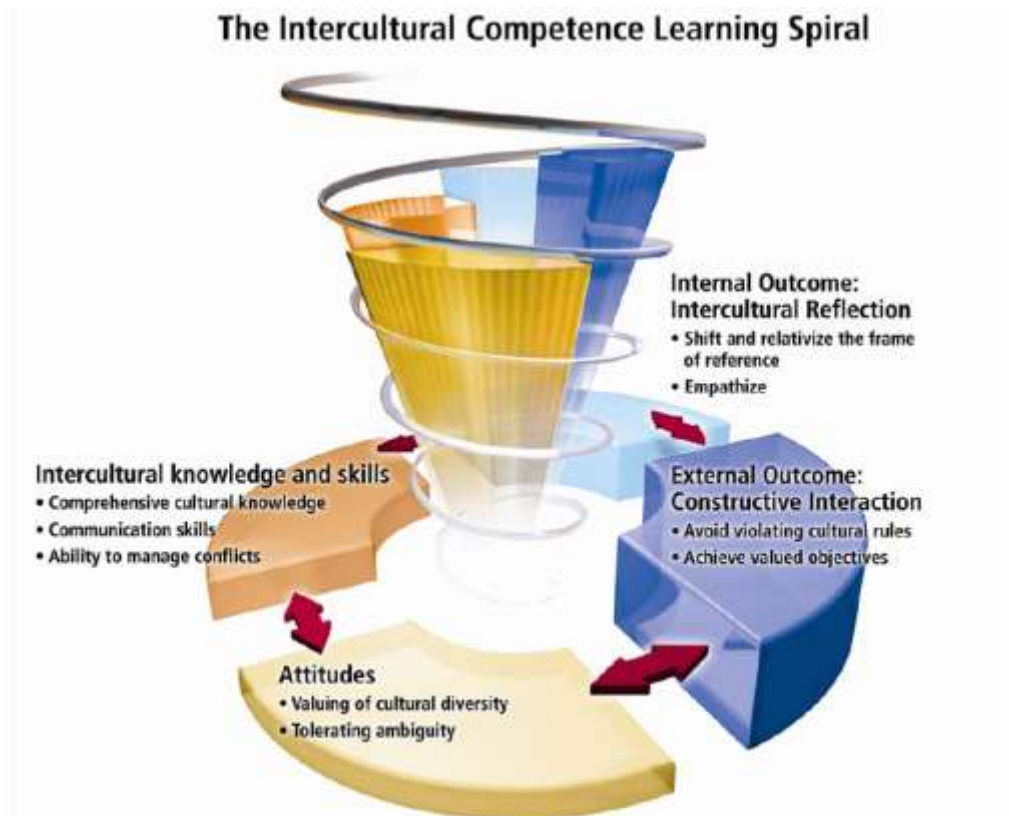 The Intercultural Competence Learning Spiral
Internal Outcome:
Intercultural Reflection
• Shift and relativize the frame
of reference
• Empathize
Intercultural knowledge and skills
• Comprehensive cultural knowledge
• Communication skills
• Ability to manage conflicts
External Outcome:
Constructive Interaction
• Avoid violating cultural rules
• Achieve valued objectives
Attitudes
• Valuing of cultural diversity
• Tolerating ambiguity